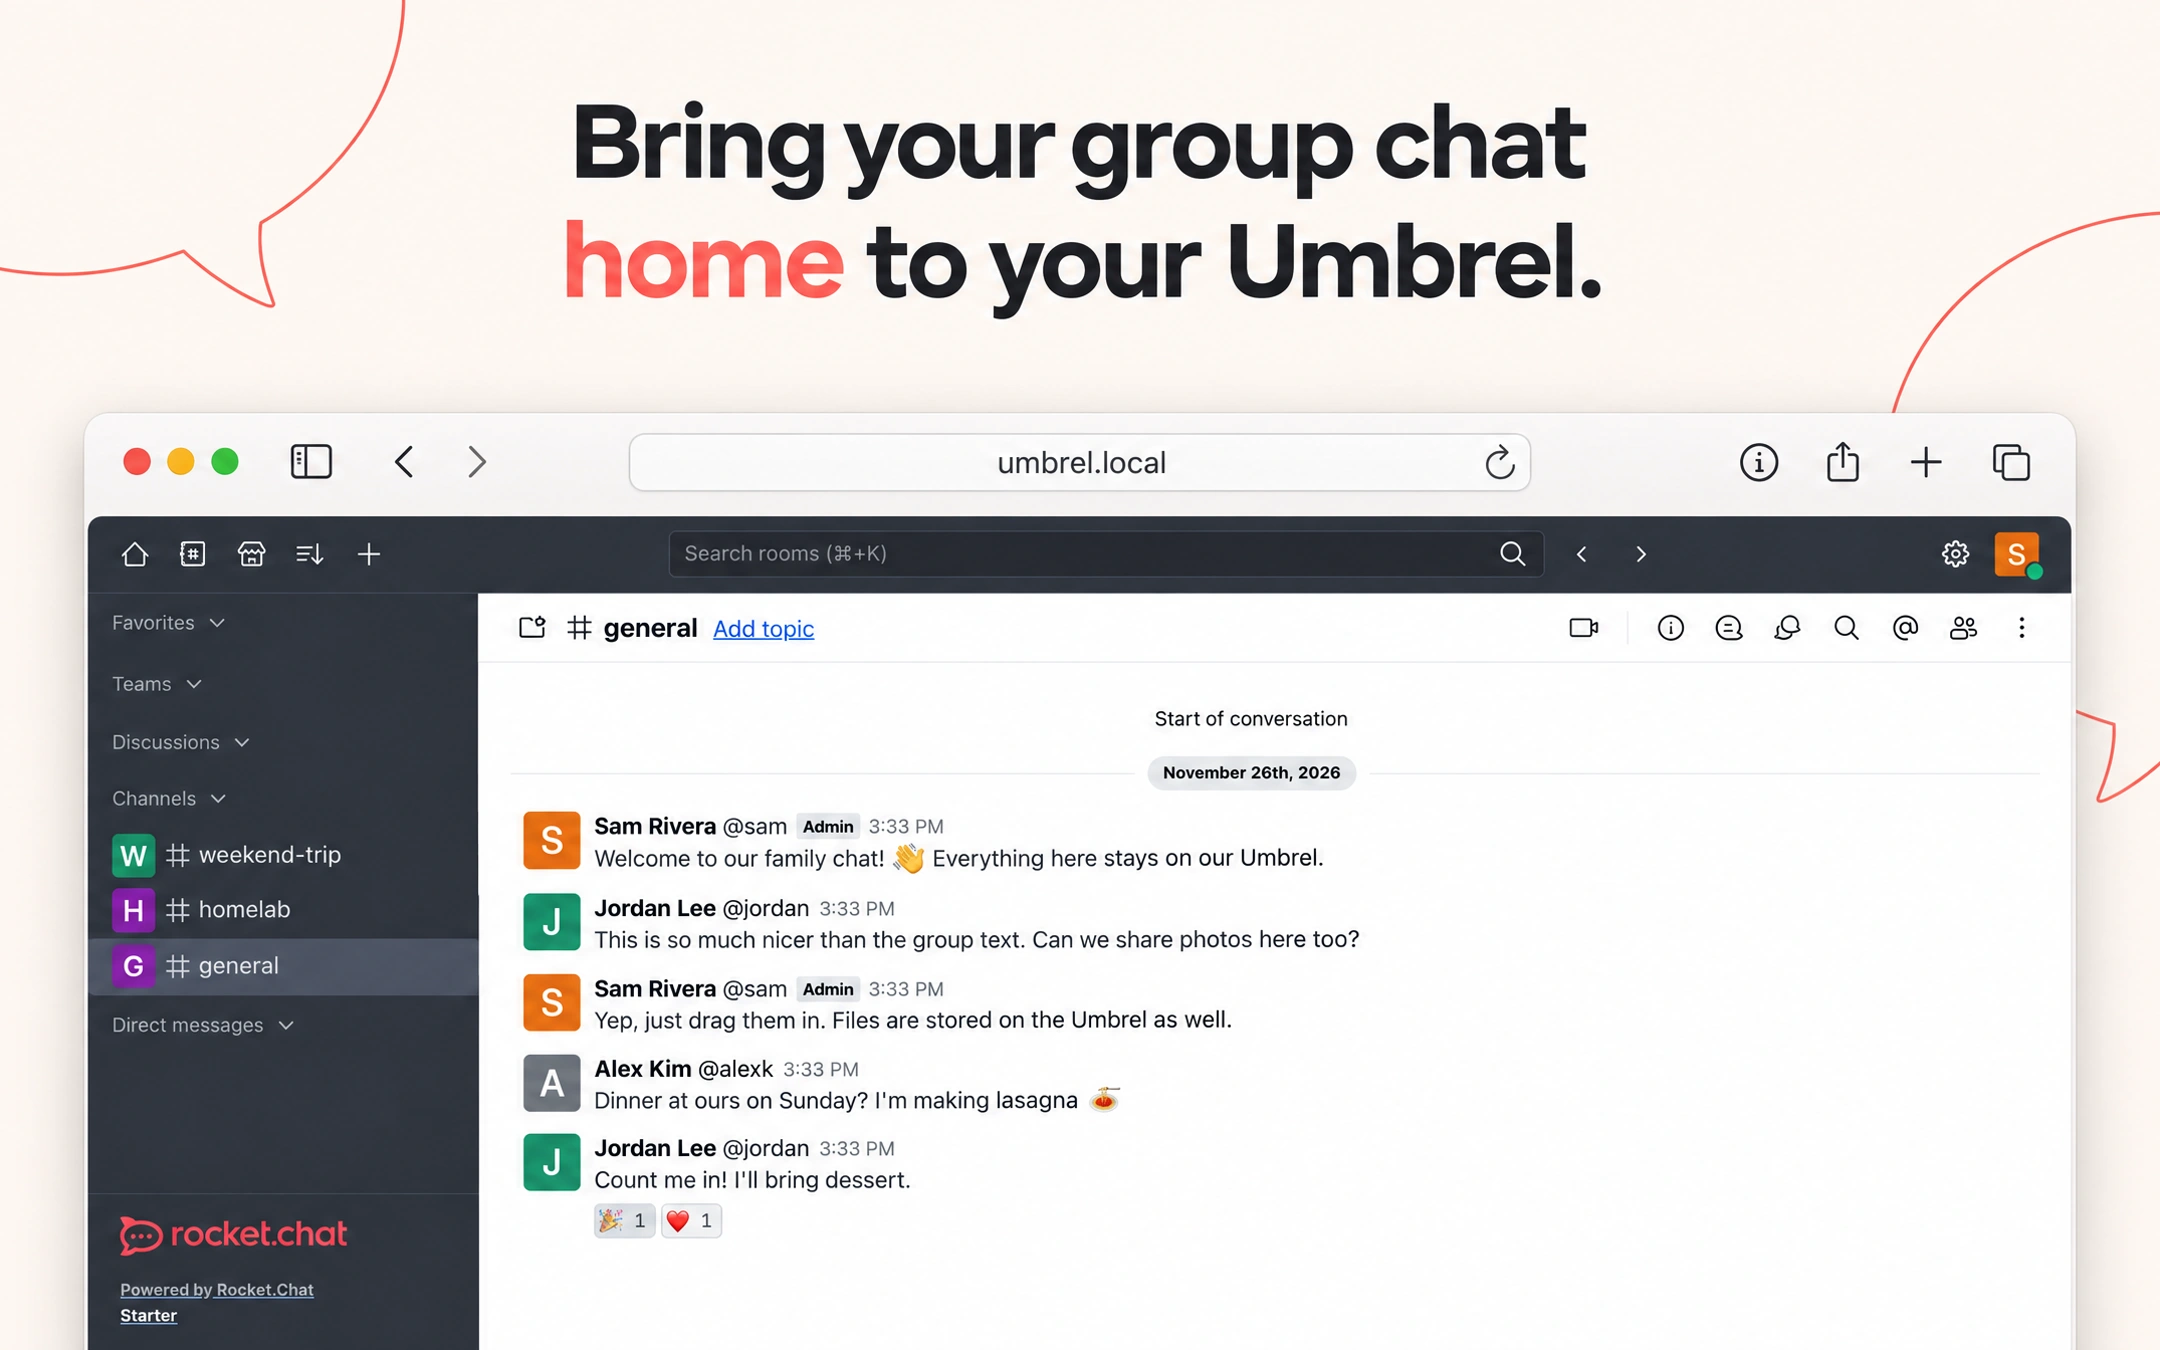 Bring your group chat
home to your Umbrel.
umbrel.local
Search rooms (⌘+K)
S
Favorites
Teams
Discussions
Channels
W # weekend-trip
H # homelab
G # general
Direct messages
rocket.chat
Powered by Rocket.Chat
Starter
# general Add topic
Start of conversation
November 26th, 2026
S
Sam Rivera @sam Admin 3:33 PM
Welcome to our family chat! 👋 Everything here stays on our Umbrel.
J
Jordan Lee @jordan 3:33 PM
This is so much nicer than the group text. Can we share photos here too?
S
Sam Rivera @sam Admin 3:33 PM
Yep, just drag them in. Files are stored on the Umbrel as well.
A
Alex Kim @alexk 3:33 PM
Dinner at ours on Sunday? I'm making lasagna 🍝
J
Jordan Lee @jordan 3:33 PM
Count me in! I'll bring dessert.
🎉 1 ❤️ 1